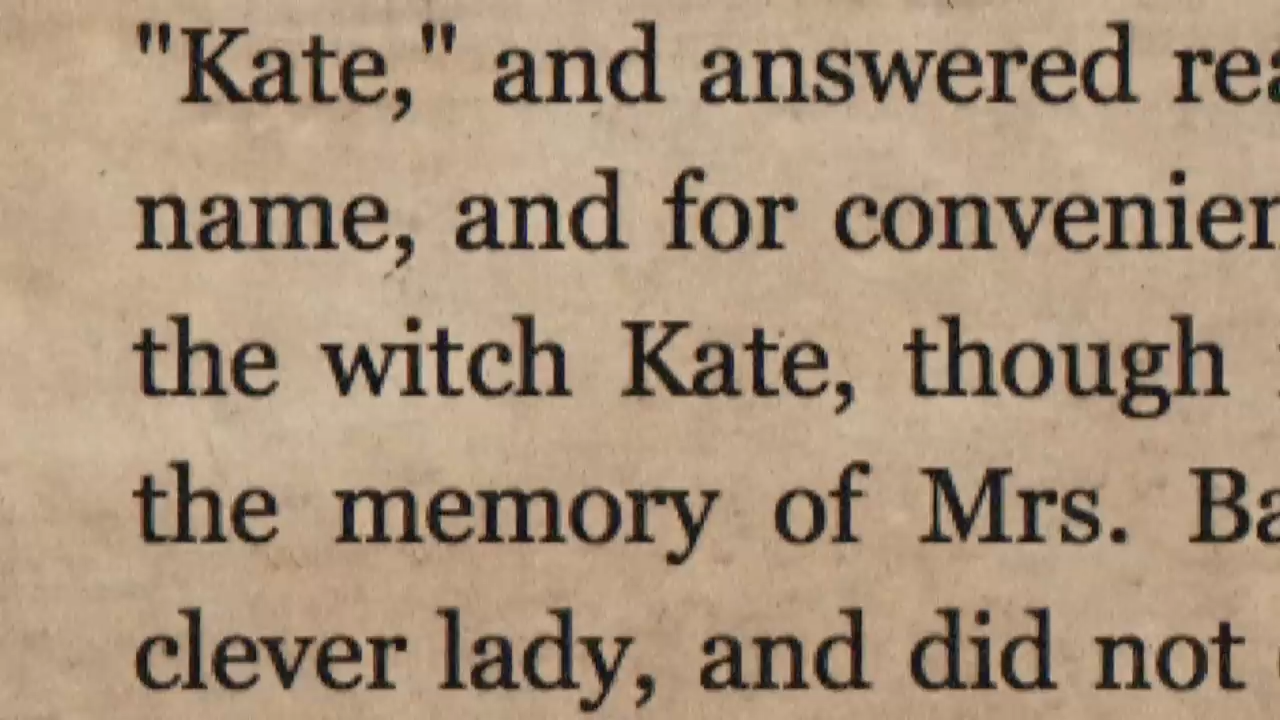 "Kate," and answered
name, and for
the witch Kate, though
the memory of Mrs.
clever lady, and did not